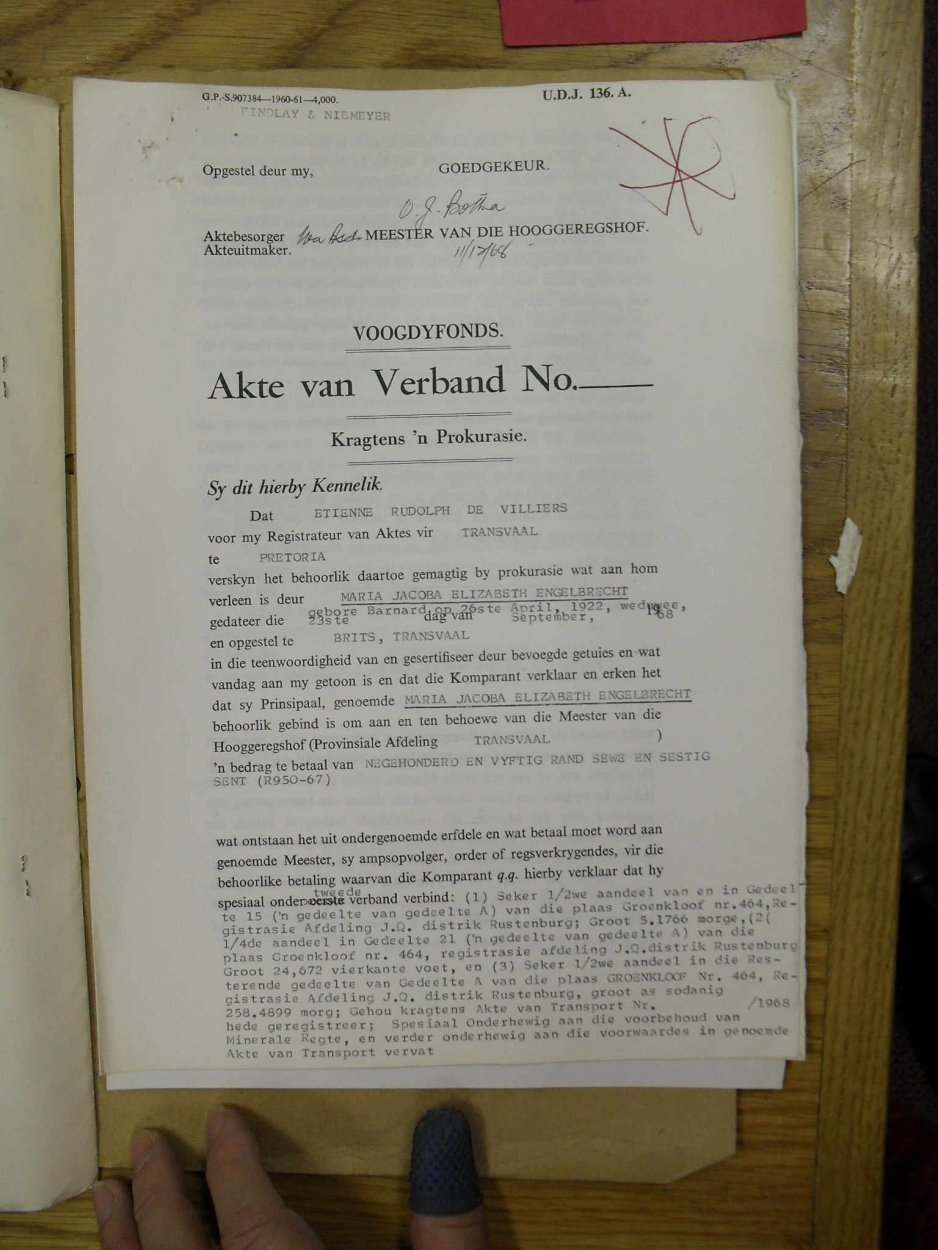 G.P.-S.907384—1960-61—4,000. U.D.J. 136. A.
FINDLAY & NIEMEYER
Opgestel deur my, GOEDGEKEUR.
O. J. Botha
Aktebesorger MEESTER VAN DIE HOOGGEREGSHOF.
Akteuitmaker. 11/12/68
VOOGDYFONDS.
Akte van Verband No.
Kragtens 'n Prokurasie.
Sy dit hierby Kennelik.
Dat ETIENNE RUDOLPH DE VILLIERS
voor my Registrateur van Aktes vir TRANSVAAL
te PRETORIA
verskyn het behoorlik daartoe gemagtig by prokurasie wat aan hom
verleen is deur MARIA JACOBA ELIZABETH ENGELBRECHT
gebore Barnard op 26ste April, 1922, weduwee,
gedateer die 23ste dag van September, 1968
en opgestel te BRITS, TRANSVAAL
in die teenwoordigheid van en gesertifiseer deur bevoegde getuies en wat
vandag aan my getoon is en dat die Komparant verklaar en erken het
dat sy Prinsipaal, genoemde MARIA JACOBA ELIZABETH ENGELBRECHT
behoorlik gebind is om aan en ten behoewe van die Meester van die
Hooggeregshof (Provinsiale Afdeling TRANSVAAL )
'n bedrag te betaal van NEGEHONDERD EN VYFTIG RAND SEWE EN SESTIG
SENT (R950-67)
wat ontstaan het uit ondergenoemde erfdele en wat betaal moet word aan
genoemde Meester, sy ampsopvolger, order of regsverkrygendes, vir die
behoorlike betaling waarvan die Komparant q.q. hierby verklaar dat hy
tweede
spesiaal onder eerste verband verbind: (1) Seker 1/2we aandeel van en in Gedeel
te 15 ('n gedeelte van gedeelte A) van die plaas Groenkloof nr.464,Re-
gistrasie Afdeling J.Q. distrik Rustenburg; Groot 5.1766 morge,(2(
1/4de aandeel in Gedeelte 21 ('n gedeelte van gedeelte A) van die
plaas Groenkloof nr. 464, registrasie afdeling J.Q.distrik Rustenburg
Groot 24,672 vierkante voet, en (3) Seker 1/2we aandeel in die Res-
terende gedeelte van Gedeelte A van die plaas GROENKLOOF Nr. 464, Re-
gistrasie Afdeling J.Q. distrik Rustenburg, groot as sodanig
258.4899 morg; Gehou kragtens Akte van Transport Nr. /1968
hede geregistreer; Spesiaal Onderhewig aan die voorbehoud van
Minerale Regte, en verder onderhewig aan die voorwaardes in genoemde
Akte van Transport vervat